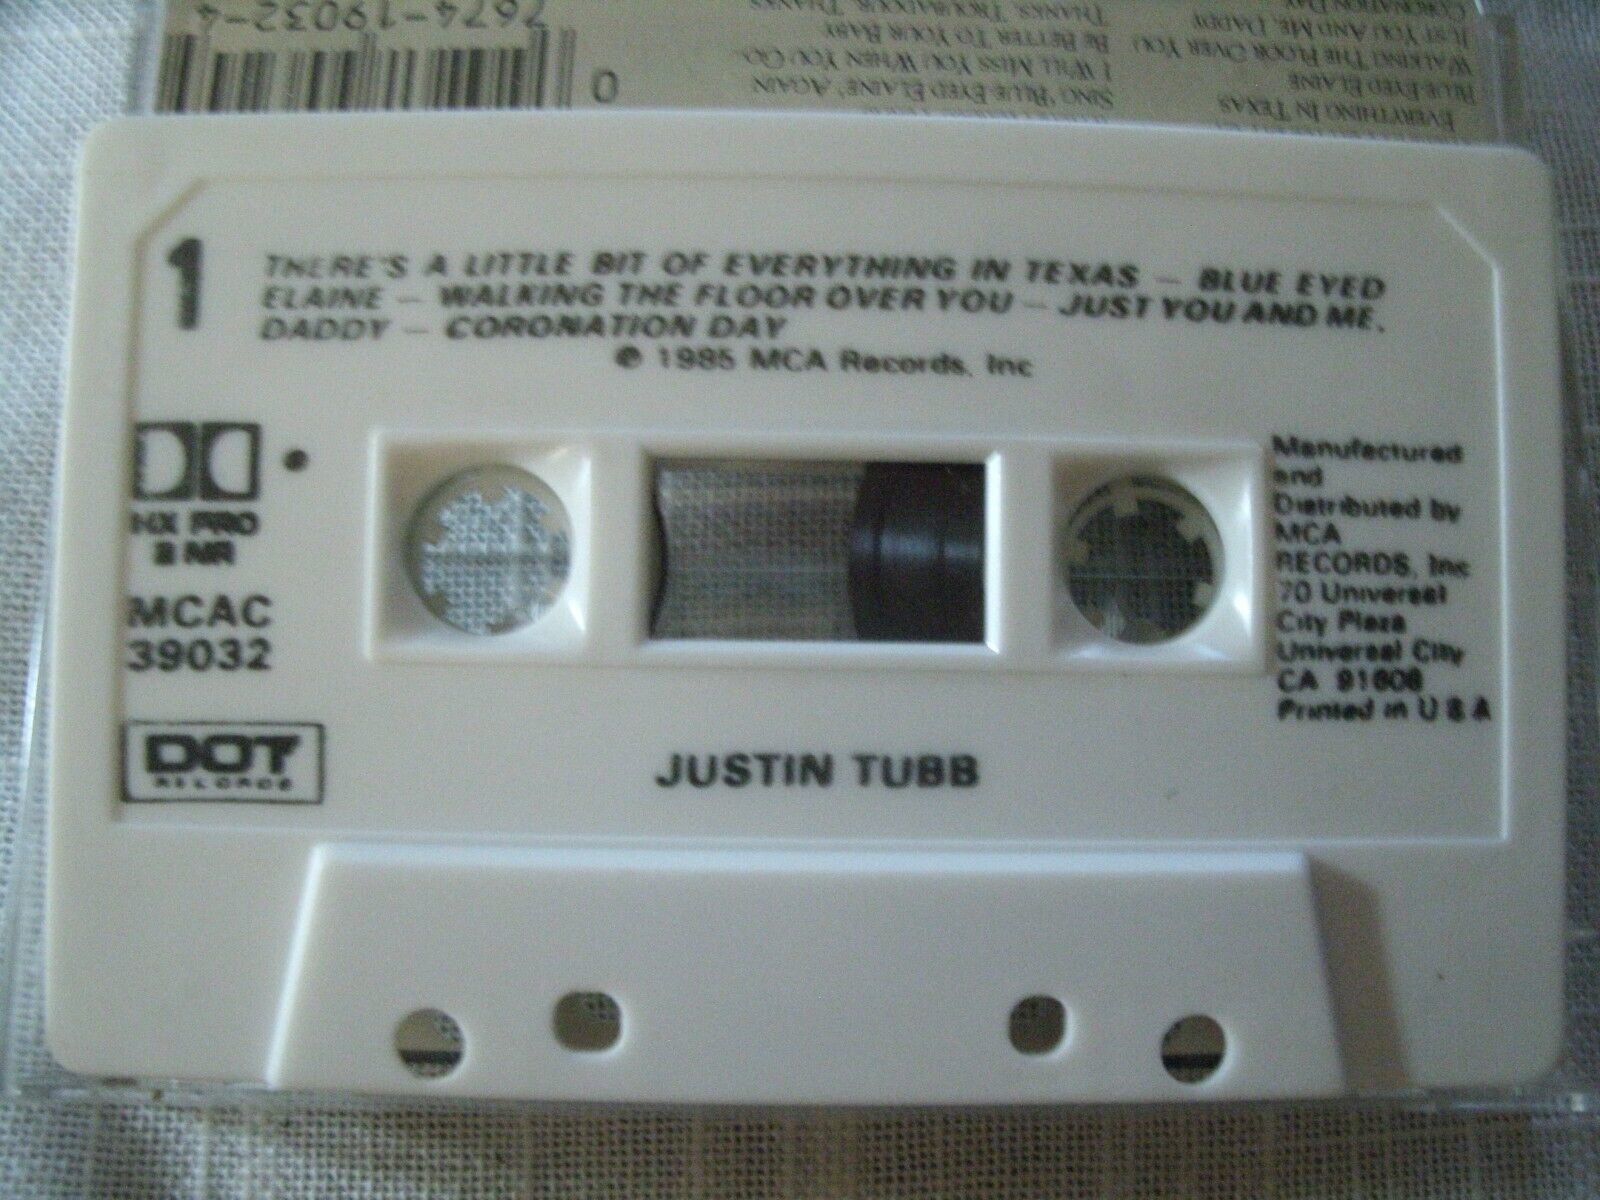 7674-19032-4
0
CORONATION DAY
JUST YOU AND ME, DADDY
WALKING THE FLOOR OVER YOU
BLUE EYED ELAINE
EVERYTHING IN TEXAS
THANKS, TROUBADOUR, THANKS
BE BETTER TO YOUR BABY
I WILL MISS YOU WHEN YOU GO
SING 'BLUE EYED ELAINE' AGAIN
1
THERE'S A LITTLE BIT OF EVERYTHING IN TEXAS — BLUE EYED
ELAINE — WALKING THE FLOOR OVER YOU — JUST YOU AND ME,
DADDY — CORONATION DAY
℗ 1985 MCA Records, Inc
HX PRO
B NR
MCAC
39032
DOT
RECORDS
JUSTIN TUBB
Manufactured
and
Distributed by
MCA
RECORDS, Inc
70 Universal
City Plaza
Universal City
CA 91608
Printed in U S A